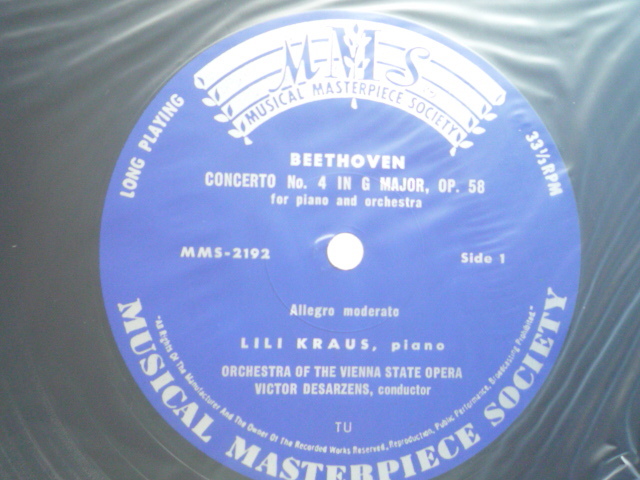 MMS
MUSICAL MASTERPIECE SOCIETY
LONG PLAYING
33⅓ RPM
BEETHOVEN
CONCERTO No. 4 IN G MAJOR, OP. 58
for piano and orchestra
MMS-2192
Side 1
Allegro moderato
LILI KRAUS, piano
ORCHESTRA OF THE VIENNA STATE OPERA
VICTOR DESARZENS, conductor
TU
"All Rights Of The Manufacturer And The Owner Of The Recorded Works Reserved, Reproduction, Public Performance, Broadcasting Prohibited."
MUSICAL MASTERPIECE SOCIETY